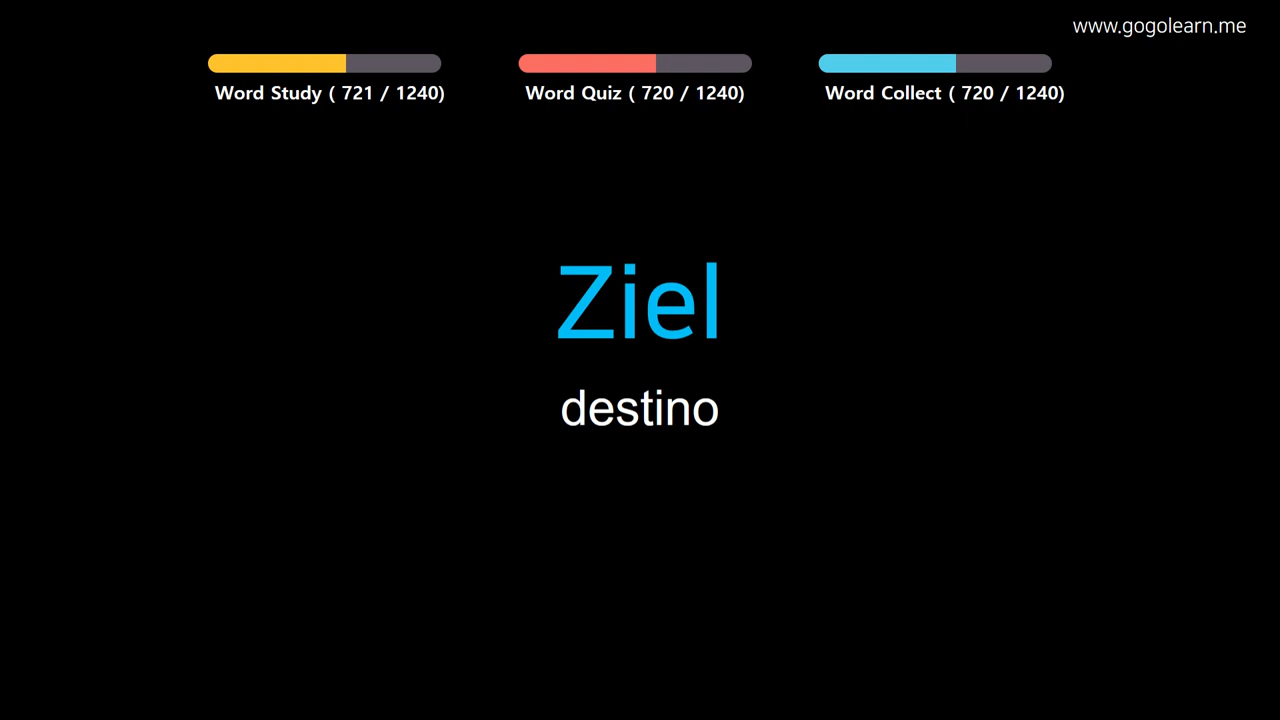 www.gogolearn.me
Word Study ( 721 / 1240)
Word Quiz ( 720 / 1240)
Word Collect ( 720 / 1240)
Ziel
destino